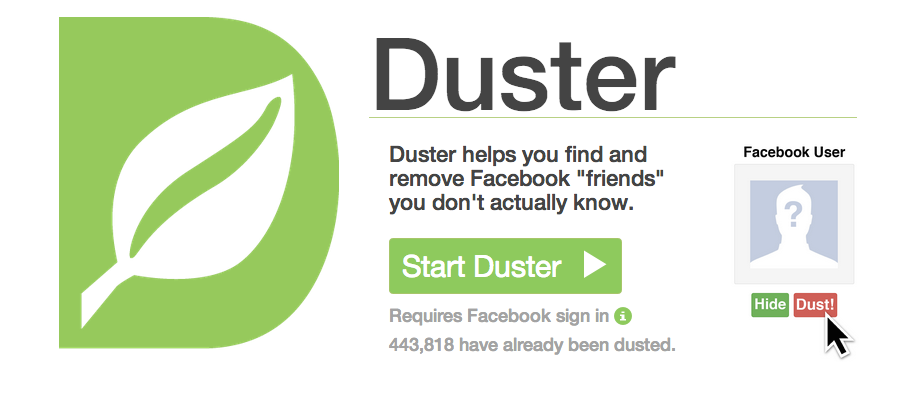 Duster
Duster helps you find and
remove Facebook "friends"
you don't actually know.
Start Duster
Requires Facebook sign in i
443,818 have already been dusted.
Facebook User
?
Hide Dust!